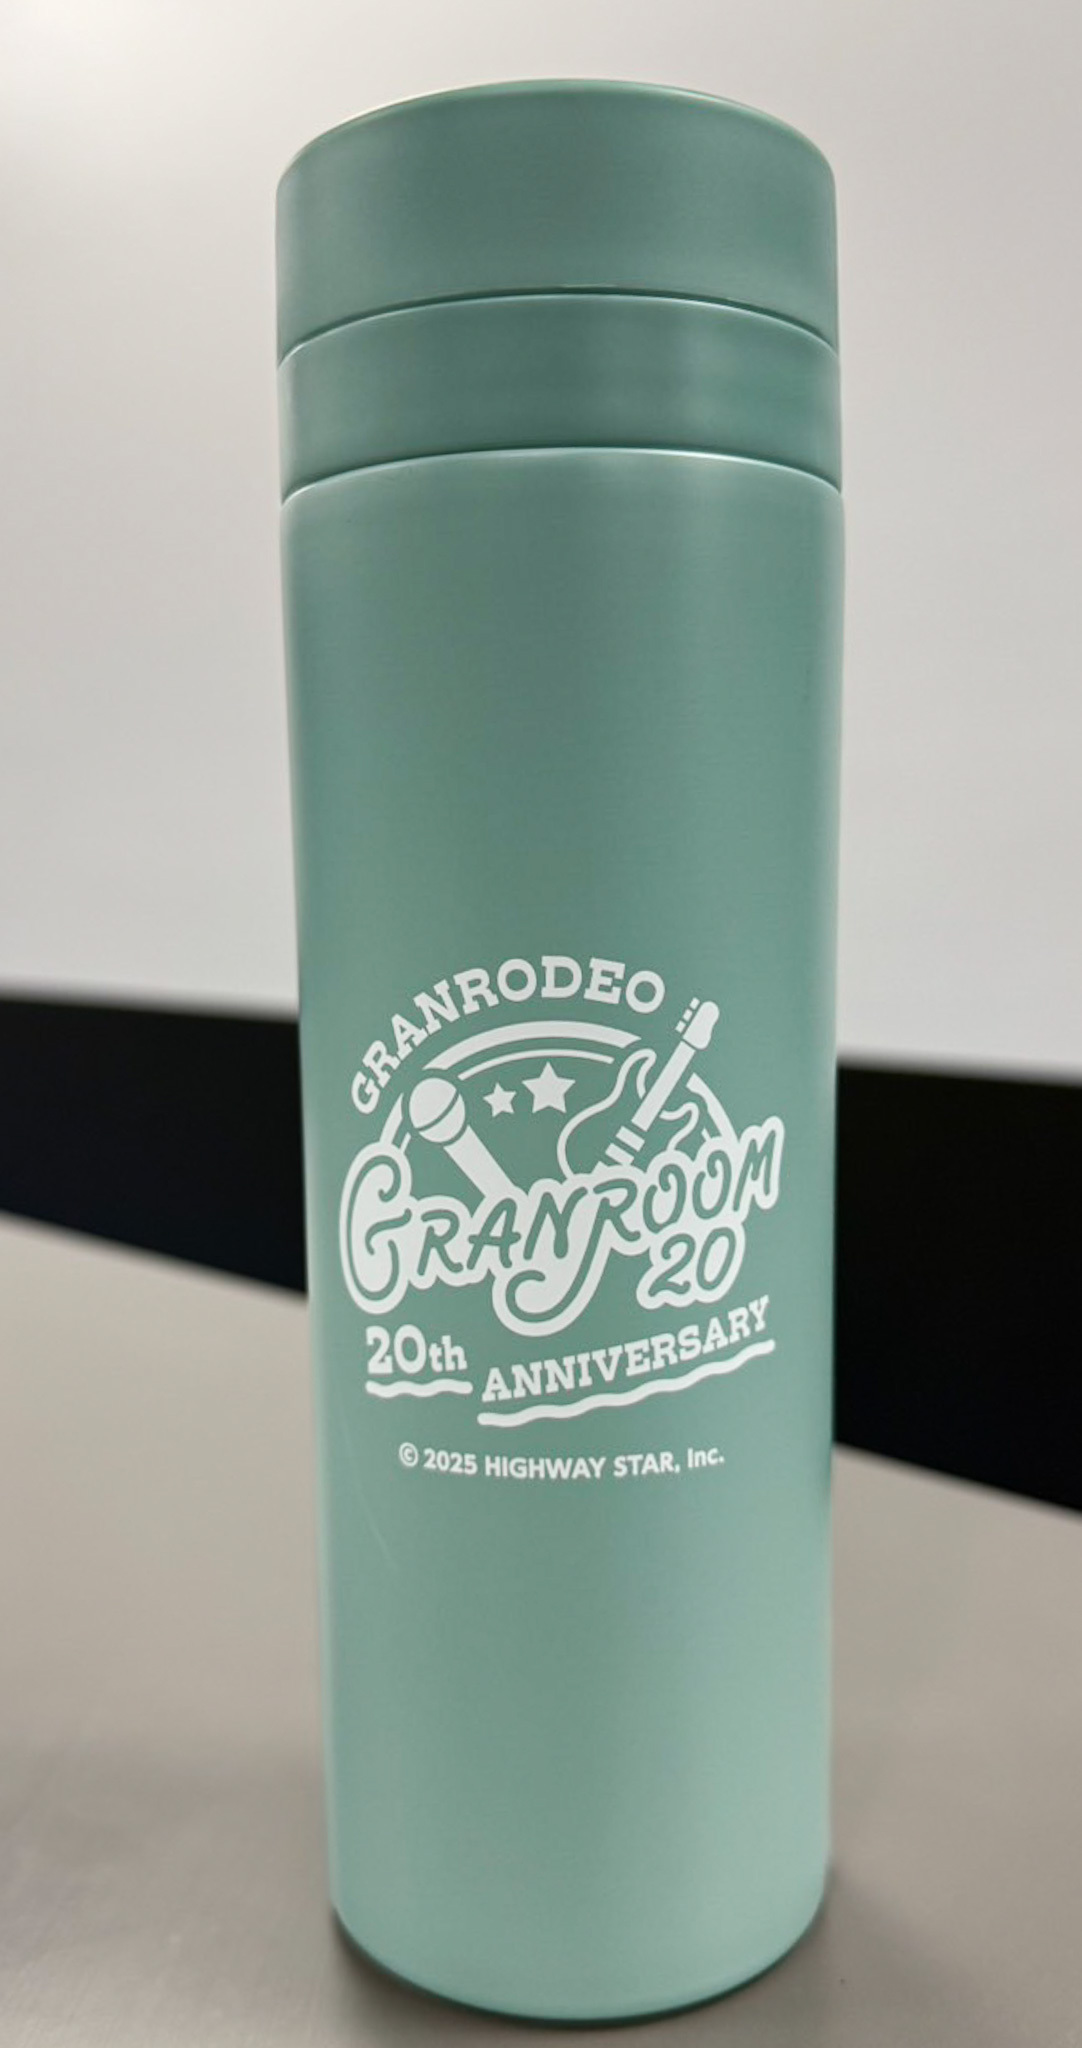 GRANRODEO
GRANROOM
20
20th ANNIVERSARY
© 2025 HIGHWAY STAR, Inc.